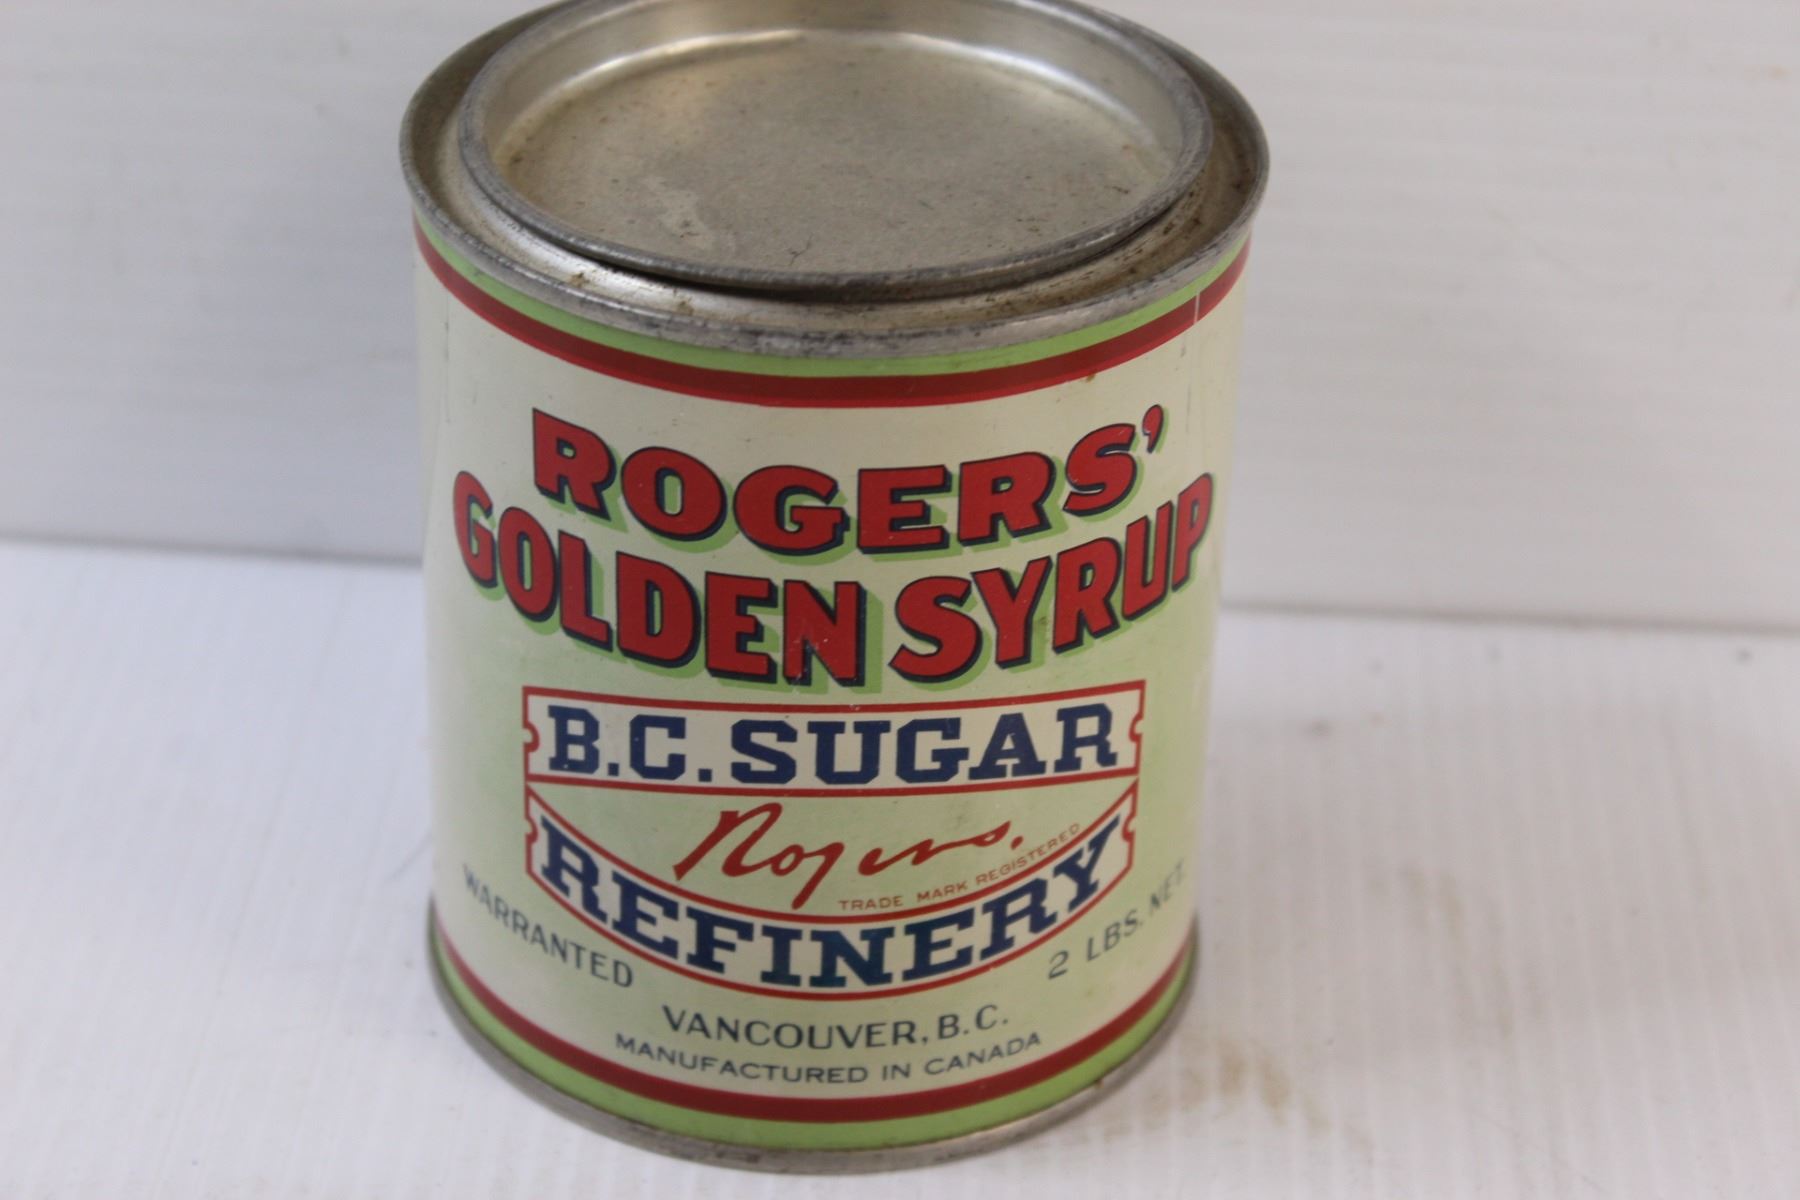 ROGERS'
GOLDEN SYRUP
B.C. SUGAR
Rogers.
TRADE MARK REGISTERED
REFINERY
WARRANTED
2 LBS. NET.
VANCOUVER, B.C.
MANUFACTURED IN CANADA